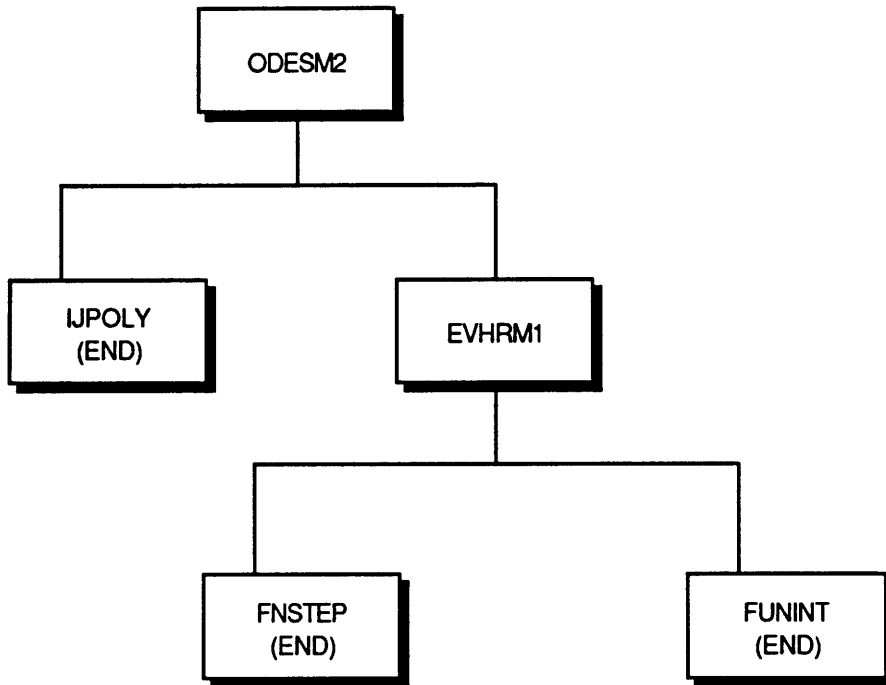 ODESM2
IJPOLY
(END)
EVHRM1
FNSTEP
(END)
FUNINT
(END)